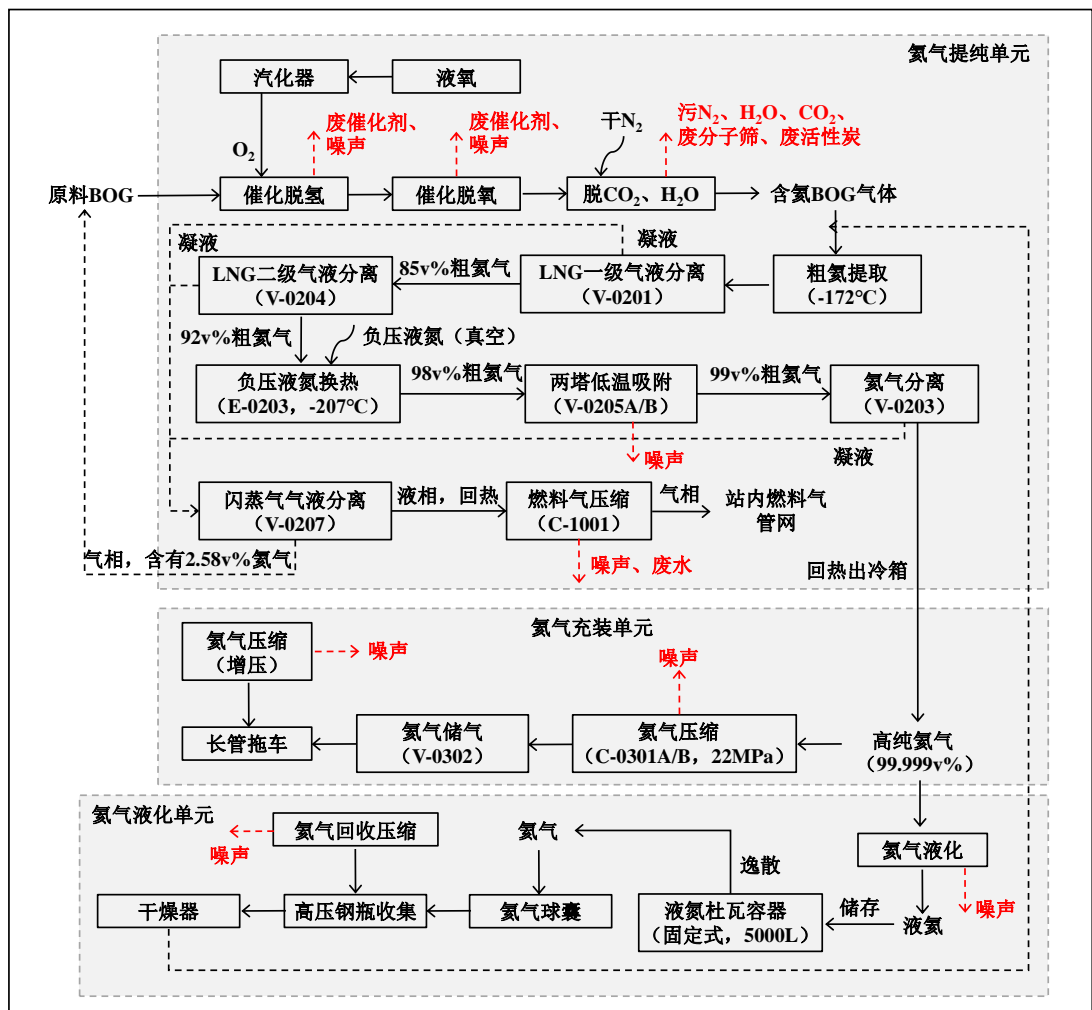 氦气提纯单元
汽化器
液氧
废催化剂、
噪声
废催化剂、
噪声
干N₂
污N₂、H₂O、CO₂、
废分子筛、废活性炭
O₂
原料BOG
催化脱氢
催化脱氧
脱CO₂、H₂O
含氦BOG气体
凝液
凝液
LNG二级气液分离
（V-0204）
85v%粗氦气
LNG一级气液分离
（V-0201）
粗氦提取
（-172℃）
92v%粗氦气
负压液氮（真空）
负压液氮换热
（E-0203，-207℃）
98v%粗氦气
两塔低温吸附
（V-0205A/B）
99v%粗氦气
氦气分离
（V-0203）
噪声
凝液
闪蒸气气液分离
（V-0207）
液相，回热
燃料气压缩
（C-1001）
气相
站内燃料气
管网
气相，含有2.58v%氦气
噪声、废水
回热出冷箱
氦气充装单元
氦气压缩
（增压）
噪声
噪声
长管拖车
氦气储气
（V-0302）
氦气压缩
（C-0301A/B，22MPa）
高纯氦气
（99.999v%）
氦气液化单元
氦气回收压缩
噪声
氦气
逸散
氦气液化
噪声
干燥器
高压钢瓶收集
氦气球囊
液氦杜瓦容器
（固定式，5000L）
储存
液氦